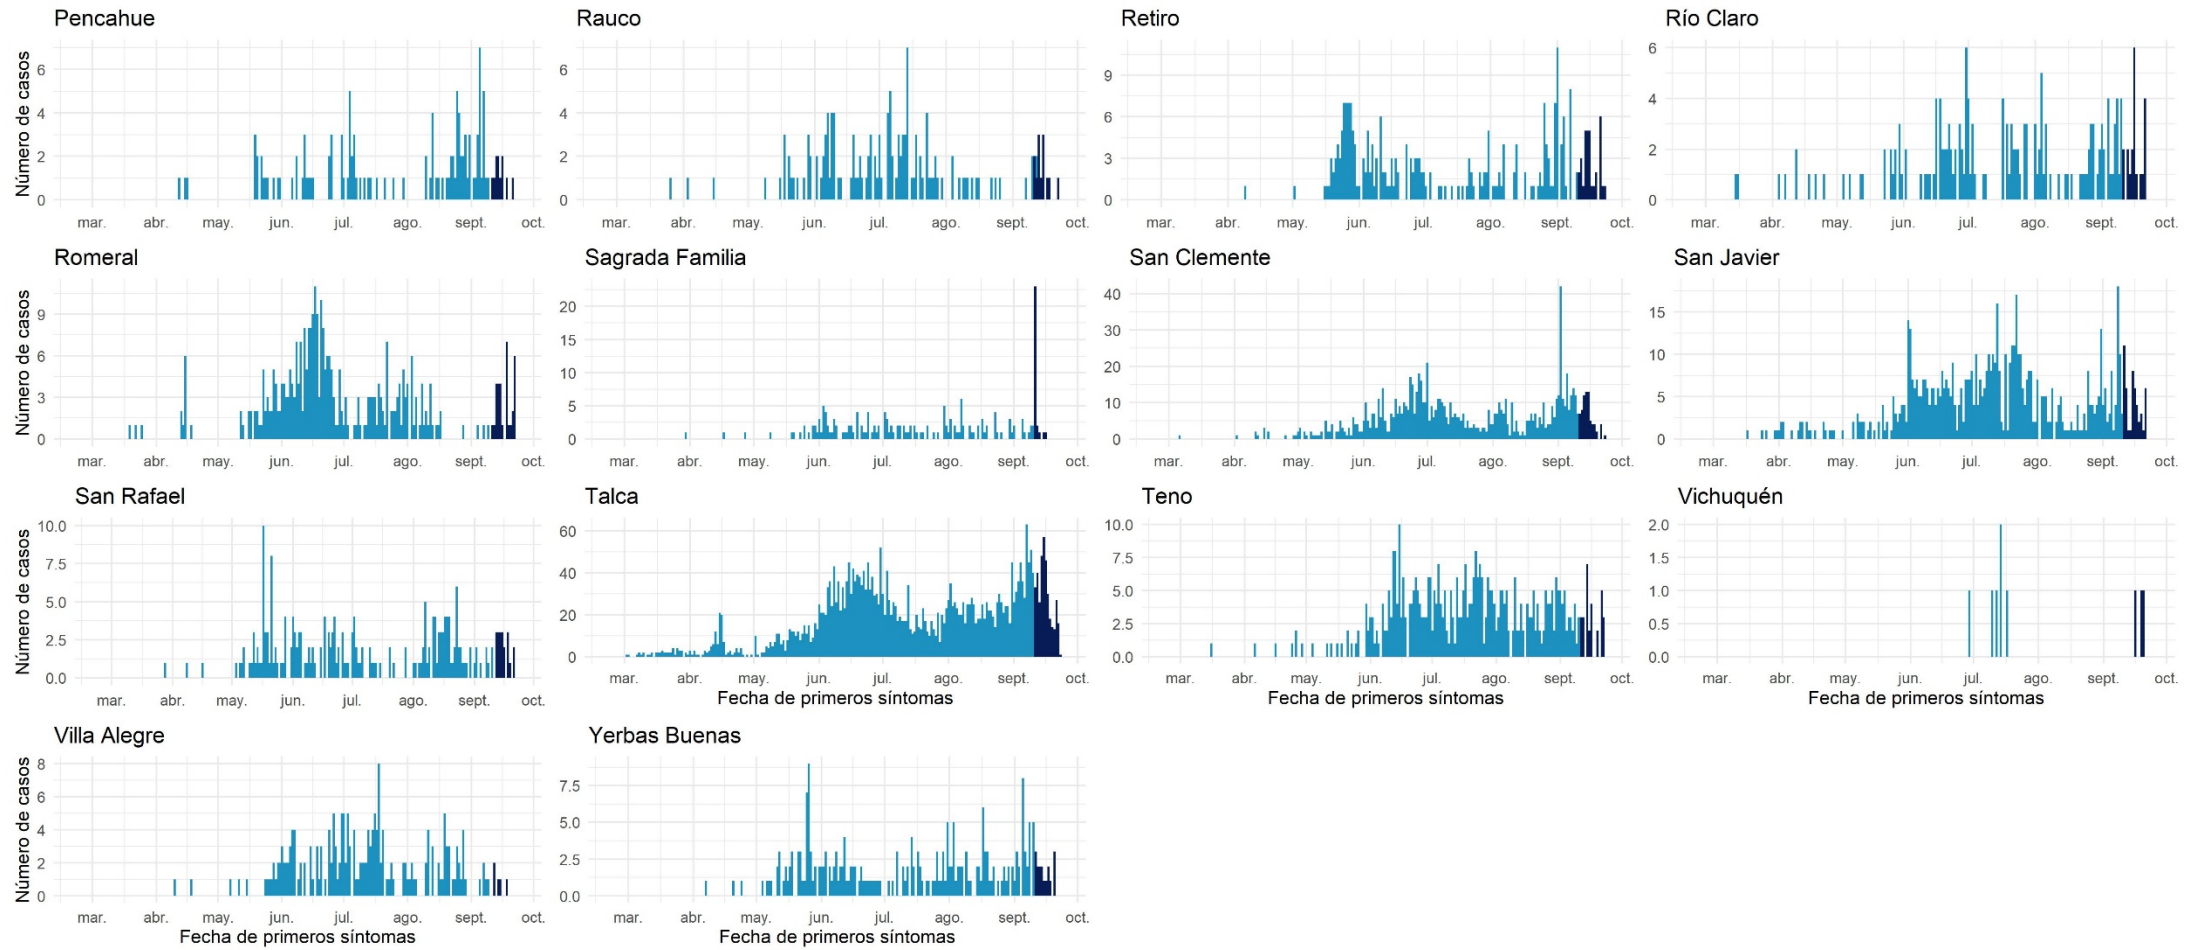 Pencahue
Número de casos
6
4
2
0
mar. abr. may. jun. jul. ago. sept. oct.
Rauco
6
4
2
0
mar. abr. may. jun. jul. ago. sept. oct.
Retiro
9
6
3
0
mar. abr. may. jun. jul. ago. sept. oct.
Río Claro
6
4
2
0
mar. abr. may. jun. jul. ago. sept. oct.
Romeral
Número de casos
9
6
3
0
mar. abr. may. jun. jul. ago. sept. oct.
Sagrada Familia
20
15
10
5
0
mar. abr. may. jun. jul. ago. sept. oct.
San Clemente
40
30
20
10
0
mar. abr. may. jun. jul. ago. sept. oct.
San Javier
15
10
5
0
mar. abr. may. jun. jul. ago. sept. oct.
San Rafael
Número de casos
10.0
7.5
5.0
2.5
0.0
mar. abr. may. jun. jul. ago. sept. oct.
Talca
60
40
20
0
mar. abr. may. jun. jul. ago. sept. oct.
Fecha de primeros síntomas
Teno
10.0
7.5
5.0
2.5
0.0
mar. abr. may. jun. jul. ago. sept. oct.
Fecha de primeros síntomas
Vichuquén
2.0
1.5
1.0
0.5
0.0
mar. abr. may. jun. jul. ago. sept. oct.
Fecha de primeros síntomas
Villa Alegre
Número de casos
8
6
4
2
0
mar. abr. may. jun. jul. ago. sept. oct.
Fecha de primeros síntomas
Yerbas Buenas
7.5
5.0
2.5
0.0
mar. abr. may. jun. jul. ago. sept. oct.
Fecha de primeros síntomas